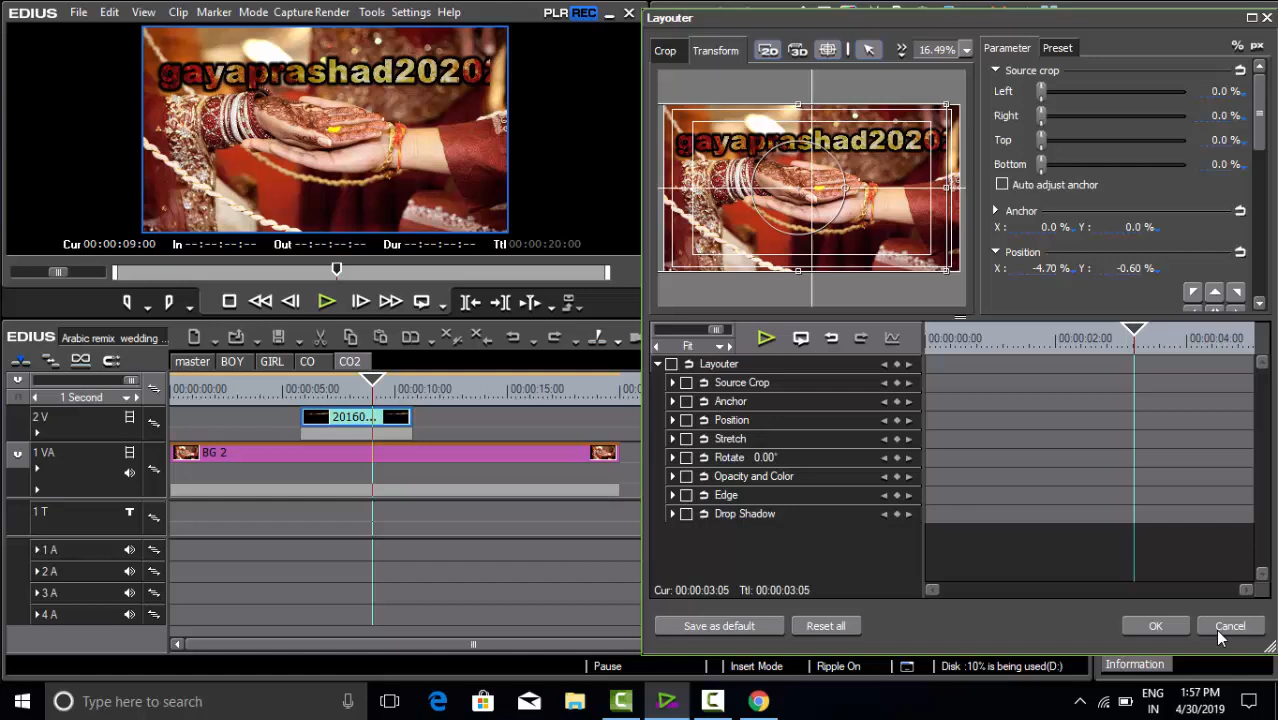 EDIUS File Edit View Clip Marker Mode Capture Render Tools Settings Help PLR REC
Layouter
Crop Transform 2D 3D 16.49%
Parameter Preset % px
gayaprashad2020
gayaprashad2020
Source crop
Left 0.0 %
Right 0.0 %
Top 0.0 %
Bottom 0.0 %
Auto adjust anchor
Anchor
X : 0.0 % Y : 0.0 %
Position
X : -4.70 % Y : -0.60 %
Cur 00:00:09:00 In --:--:--:-- Out --:--:--:-- Dur --:--:--:-- Ttl 00:00:20:00
EDIUS Arabic remix wedding ...
master BOY GIRL CO CO2
1 Second
00:00:00:00 00:00:05:00 00:00:10:00 00:00:15:00 00:0
2 V 20160...
1 VA BG 2
1 T T
1 A
2 A
3 A
4 A
Fit
00:00:00:00 00:00:02:00 00:00:04:00
Layouter
Source Crop
Anchor
Position
Stretch
Rotate 0.00°
Opacity and Color
Edge
Drop Shadow
Cur: 00:00:03:05 Ttl: 00:00:03:05
Save as default Reset all OK Cancel
Pause Insert Mode Ripple On Disk :10% is being used(D:) Information
Type here to search
ENG
IN
1:57 PM
4/30/2019